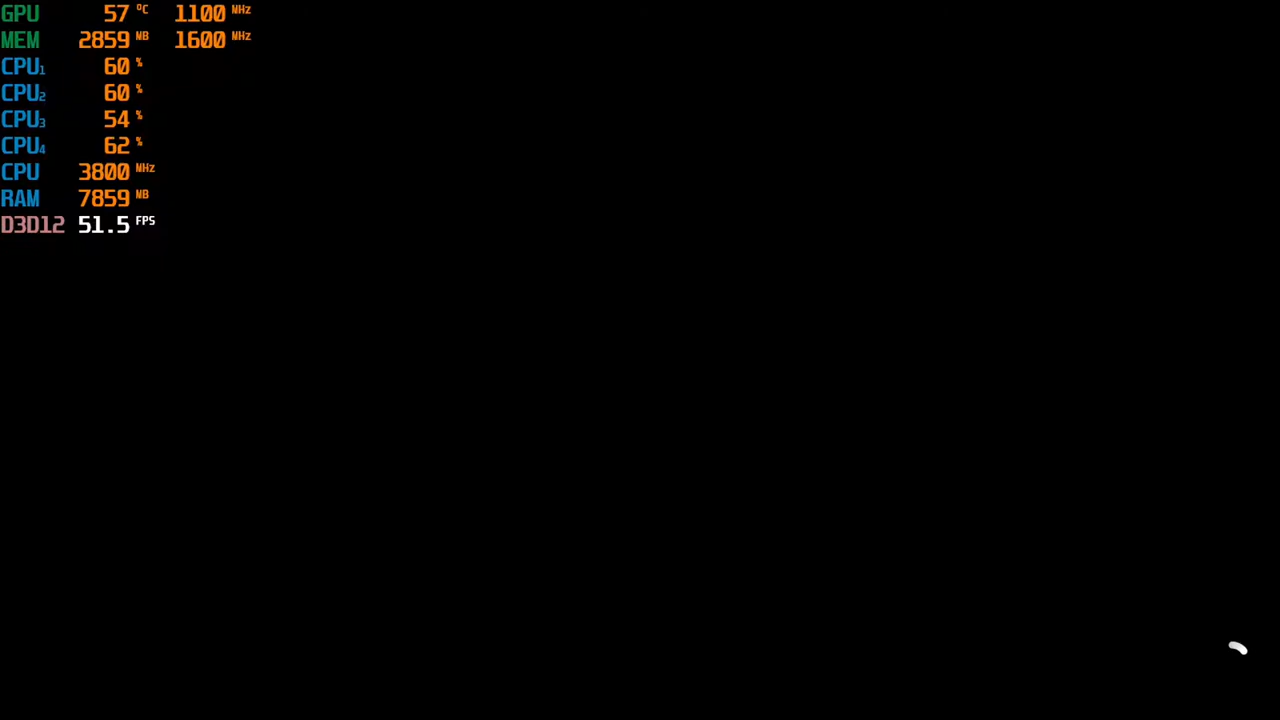 GPU 57 °C 1100 MHz
MEM 2859 MB 1600 MHz
CPU1 60 %
CPU2 60 %
CPU3 54 %
CPU4 62 %
CPU 3800 MHz
RAM 7859 MB
D3D12 51.5 FPS